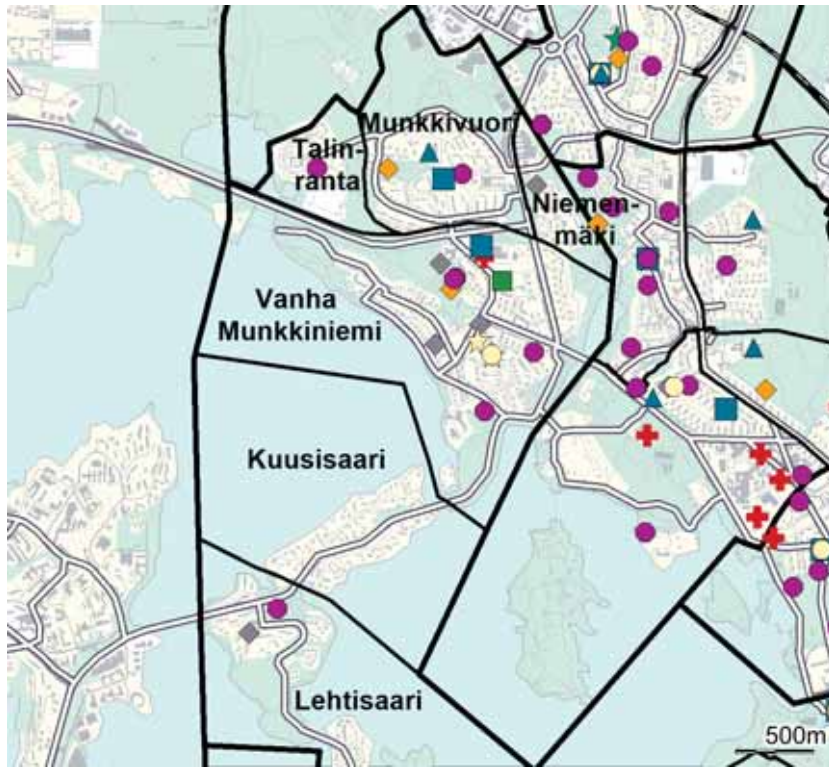 Munkkivuori
Talin-
ranta
Niemen-
mäki
Vanha
Munkkiniemi
Kuusisaari
Lehtisaari
500m